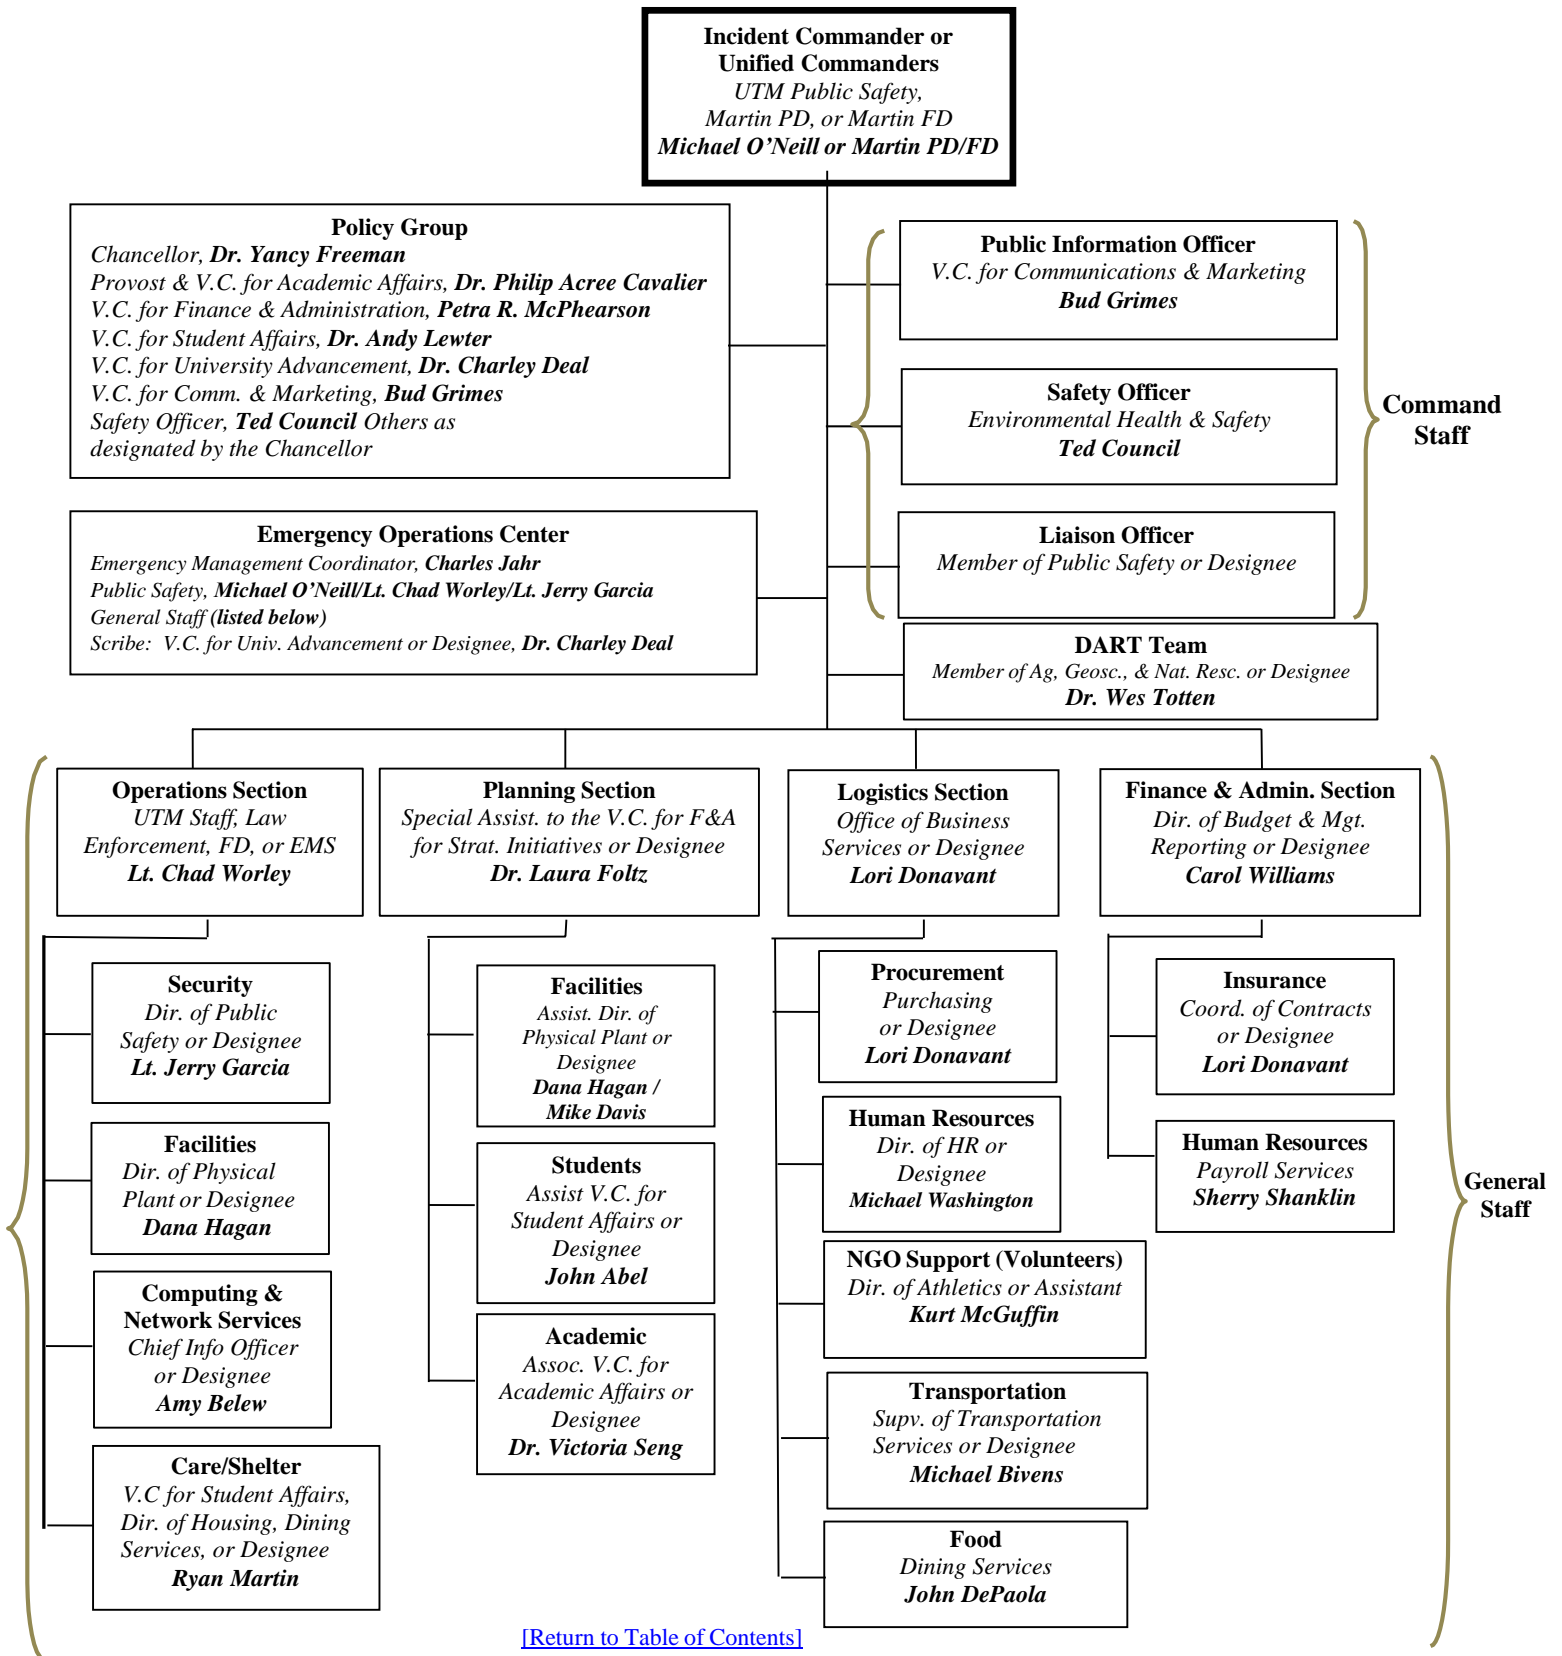 Incident Commander or
Unified Commanders
UTM Public Safety,
Martin PD, or Martin FD
Michael O’Neill or Martin PD/FD
Policy Group
Chancellor, Dr. Yancy Freeman
Provost & V.C. for Academic Affairs, Dr. Philip Acree Cavalier
V.C. for Finance & Administration, Petra R. McPhearson
V.C. for Student Affairs, Dr. Andy Lewter
V.C. for University Advancement, Dr. Charley Deal
V.C. for Comm. & Marketing, Bud Grimes
Safety Officer, Ted Council Others as
designated by the Chancellor
Public Information Officer
V.C. for Communications & Marketing
Bud Grimes
Safety Officer
Environmental Health & Safety
Ted Council
Liaison Officer
Member of Public Safety or Designee
Command
Staff
Emergency Operations Center
Emergency Management Coordinator, Charles Jahr
Public Safety, Michael O’Neill/Lt. Chad Worley/Lt. Jerry Garcia
General Staff (listed below)
Scribe: V.C. for Univ. Advancement or Designee, Dr. Charley Deal
DART Team
Member of Ag, Geosc., & Nat. Resc. or Designee
Dr. Wes Totten
Operations Section
UTM Staff, Law
Enforcement, FD, or EMS
Lt. Chad Worley
Planning Section
Special Assist. to the V.C. for F&A
for Strat. Initiatives or Designee
Dr. Laura Foltz
Logistics Section
Office of Business
Services or Designee
Lori Donavant
Finance & Admin. Section
Dir. of Budget & Mgt.
Reporting or Designee
Carol Williams
Security
Dir. of Public
Safety or Designee
Lt. Jerry Garcia
Facilities
Dir. of Physical
Plant or Designee
Dana Hagan
Computing &
Network Services
Chief Info Officer
or Designee
Amy Belew
Care/Shelter
V.C for Student Affairs,
Dir. of Housing, Dining
Services, or Designee
Ryan Martin
Facilities
Assist. Dir. of
Physical Plant or
Designee
Dana Hagan /
Mike Davis
Students
Assist V.C. for
Student Affairs or
Designee
John Abel
Academic
Assoc. V.C. for
Academic Affairs or
Designee
Dr. Victoria Seng
Procurement
Purchasing
or Designee
Lori Donavant
Human Resources
Dir. of HR or
Designee
Michael Washington
NGO Support (Volunteers)
Dir. of Athletics or Assistant
Kurt McGuffin
Transportation
Supv. of Transportation
Services or Designee
Michael Bivens
Food
Dining Services
John DePaola
Insurance
Coord. of Contracts
or Designee
Lori Donavant
Human Resources
Payroll Services
Sherry Shanklin
General
Staff
[Return to Table of Contents]